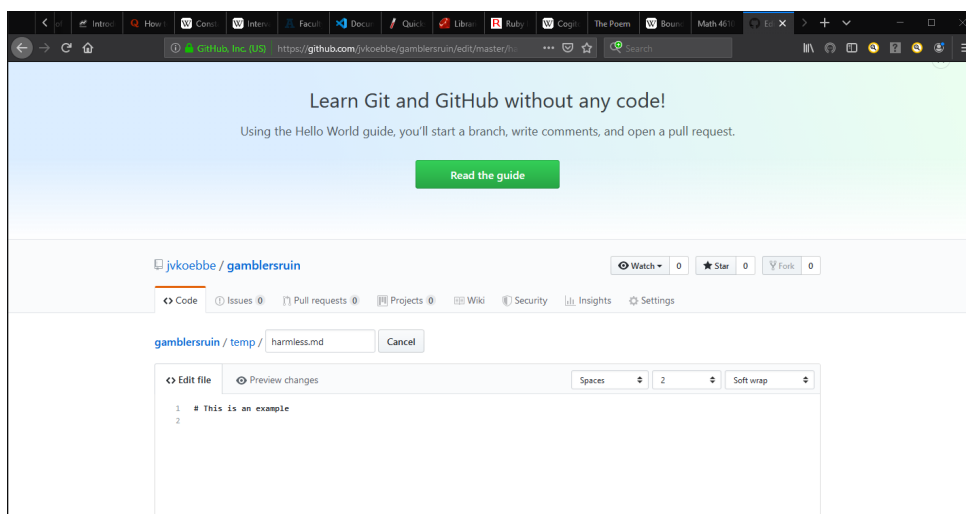 Introd
How t
W Const
W Interv
Facult
Docur
Quick
Librar
R Ruby
W Cogit
The Poem
W Boun
Math 4610
Ed
GitHub, Inc. (US)
https://github.com/jvkoebbe/gamblersruin/edit/master/ha
Search
Learn Git and GitHub without any code!
Using the Hello World guide, you'll start a branch, write comments, and open a pull request.
Read the guide
jvkoebbe / gamblersruin
Watch 0
Star 0
Fork 0
<> Code
Issues 0
Pull requests 0
Projects 0
Wiki
Security
Insights
Settings
gamblersruin / temp / harmless.md
Cancel
<> Edit file
Preview changes
Spaces
2
Soft wrap
1 # This is an example
2